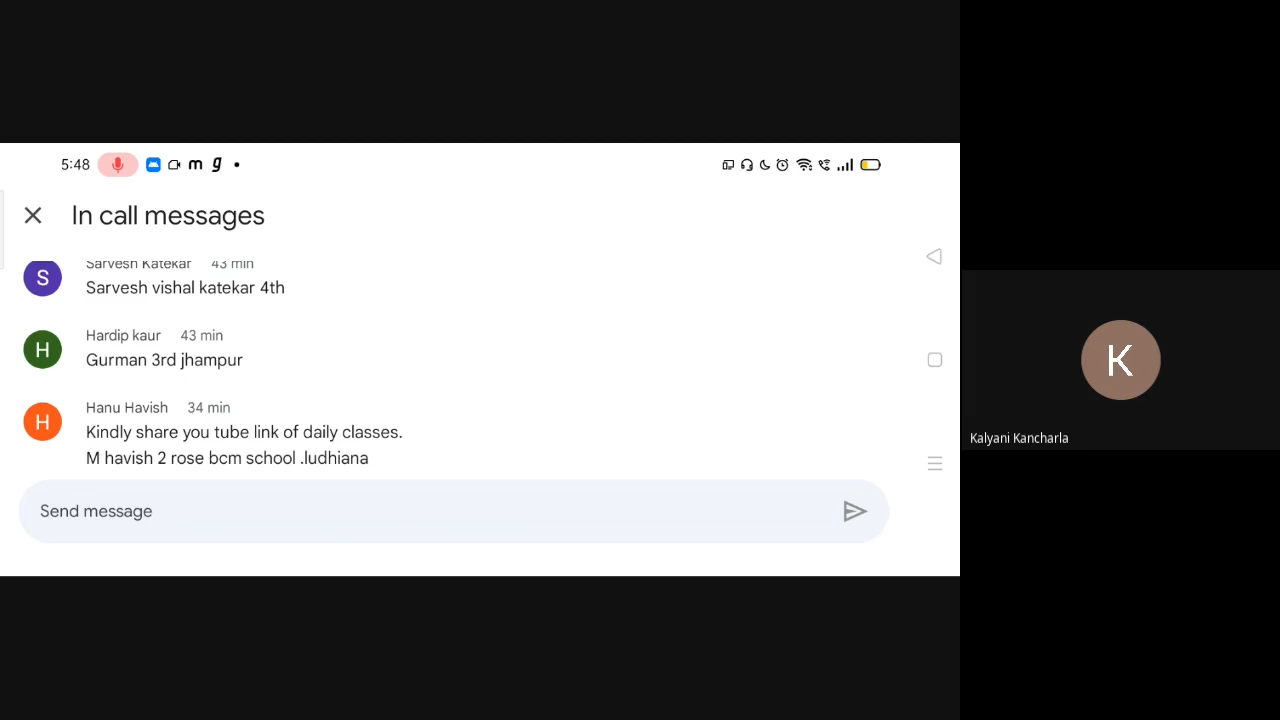 5:48 m g
In call messages
Sarvesh Katekar 43 min
S
Sarvesh vishal katekar 4th
Hardip kaur 43 min
H
Gurman 3rd jhampur
Hanu Havish 34 min
H
Kindly share you tube link of daily classes.
M havish 2 rose bcm school .ludhiana
Send message
K
Kalyani Kancharla